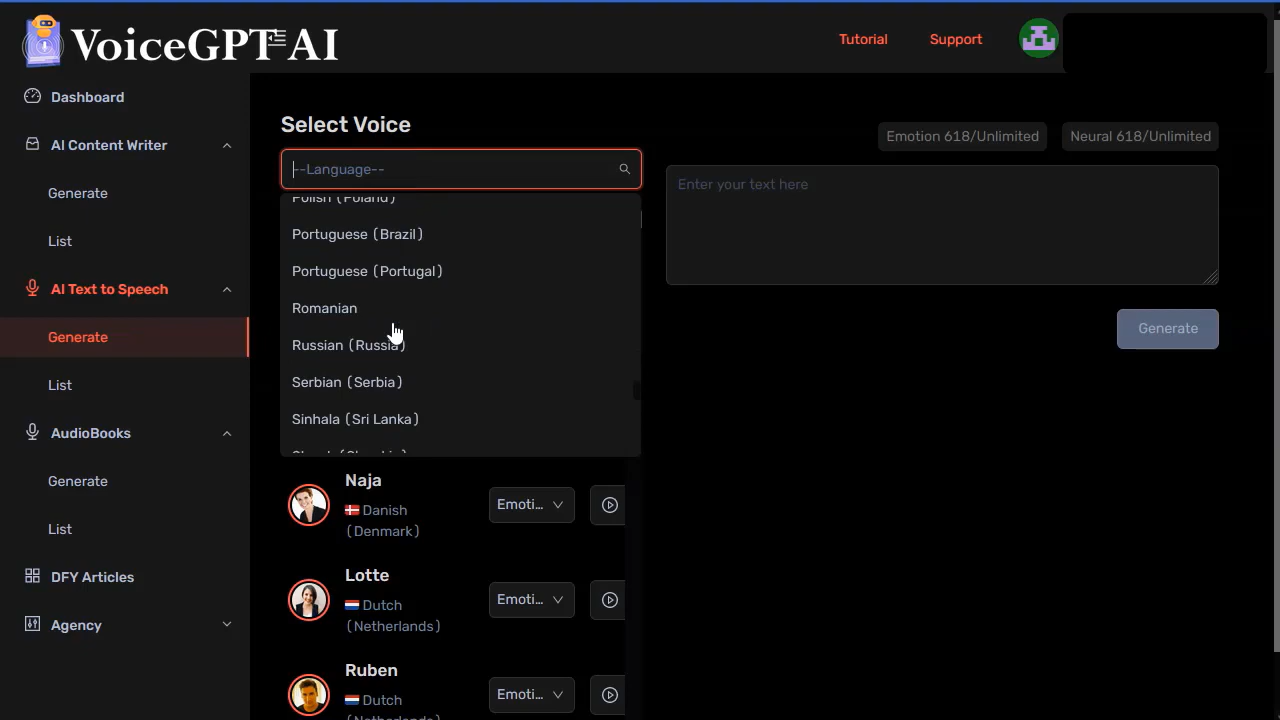 VoiceGPT AI
Tutorial
Support
Dashboard
AI Content Writer
Generate
List
AI Text to Speech
Generate
List
AudioBooks
Generate
List
DFY Articles
Agency
Select Voice
--Language--
Polish (Poland)
Portuguese (Brazil)
Portuguese (Portugal)
Romanian
Russian (Russia)
Serbian (Serbia)
Sinhala (Sri Lanka)
Naja
Danish
(Denmark)
Emoti...
Lotte
Dutch
(Netherlands)
Emoti...
Ruben
Dutch
(Netherlands)
Emoti...
Emotion 618/Unlimited
Neural 618/Unlimited
Enter your text here
Generate